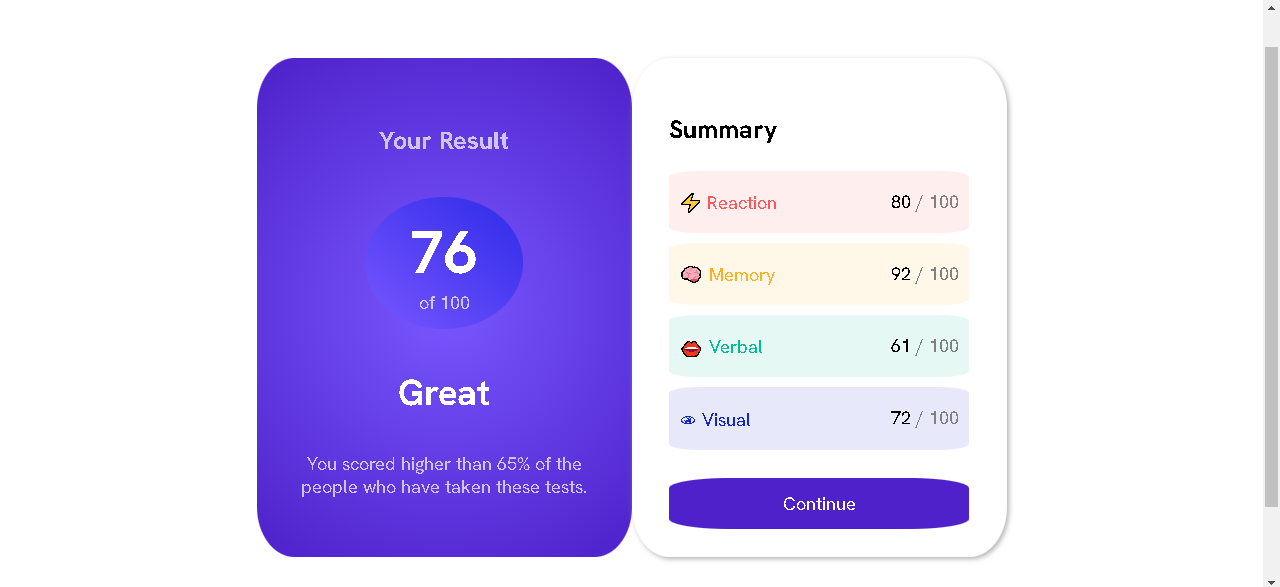 Your Result
76
of 100
Great
You scored higher than 65% of the
people who have taken these tests.
Summary
⚡ Reaction 80 / 100
🧠 Memory 92 / 100
👄 Verbal 61 / 100
👁 Visual 72 / 100
Continue